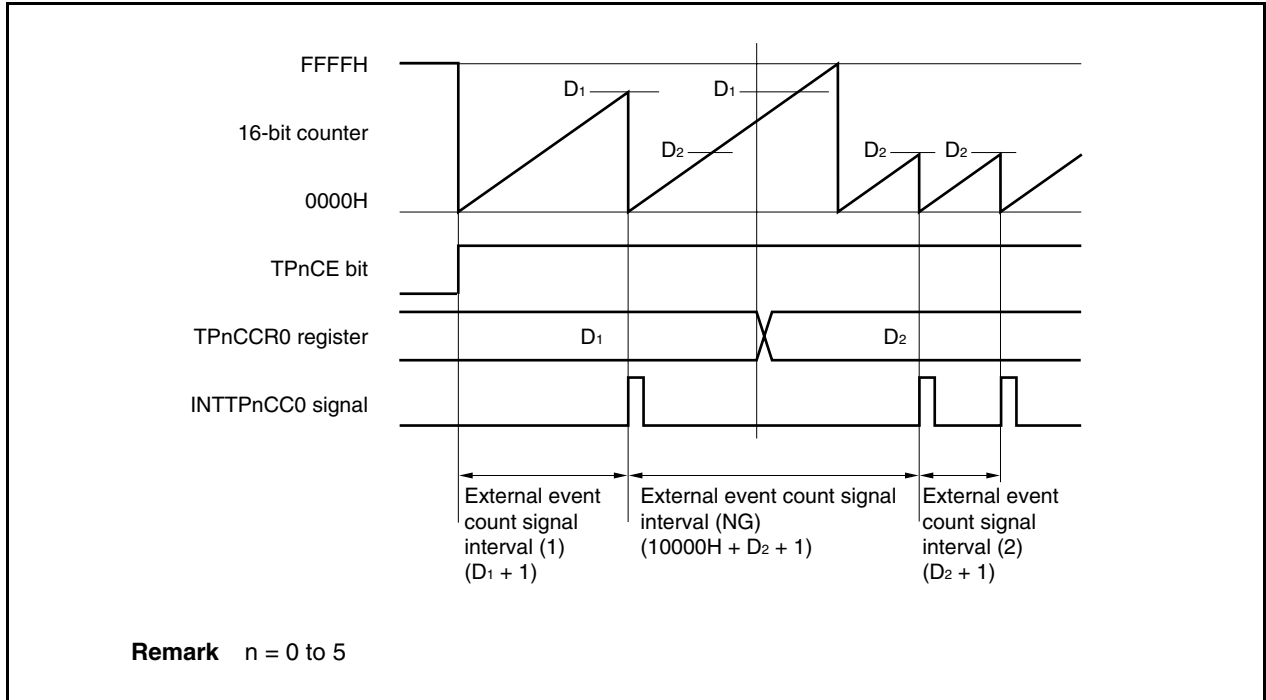 FFFFH
D1
D1
16-bit counter
D2
D2
D2
0000H
TPnCE bit
TPnCCR0 register
D1
D2
INTTPnCC0 signal
External event
count signal
interval (1)
(D1 + 1)
External event count signal
interval (NG)
(10000H + D2 + 1)
External event
count signal
interval (2)
(D2 + 1)
Remark n = 0 to 5